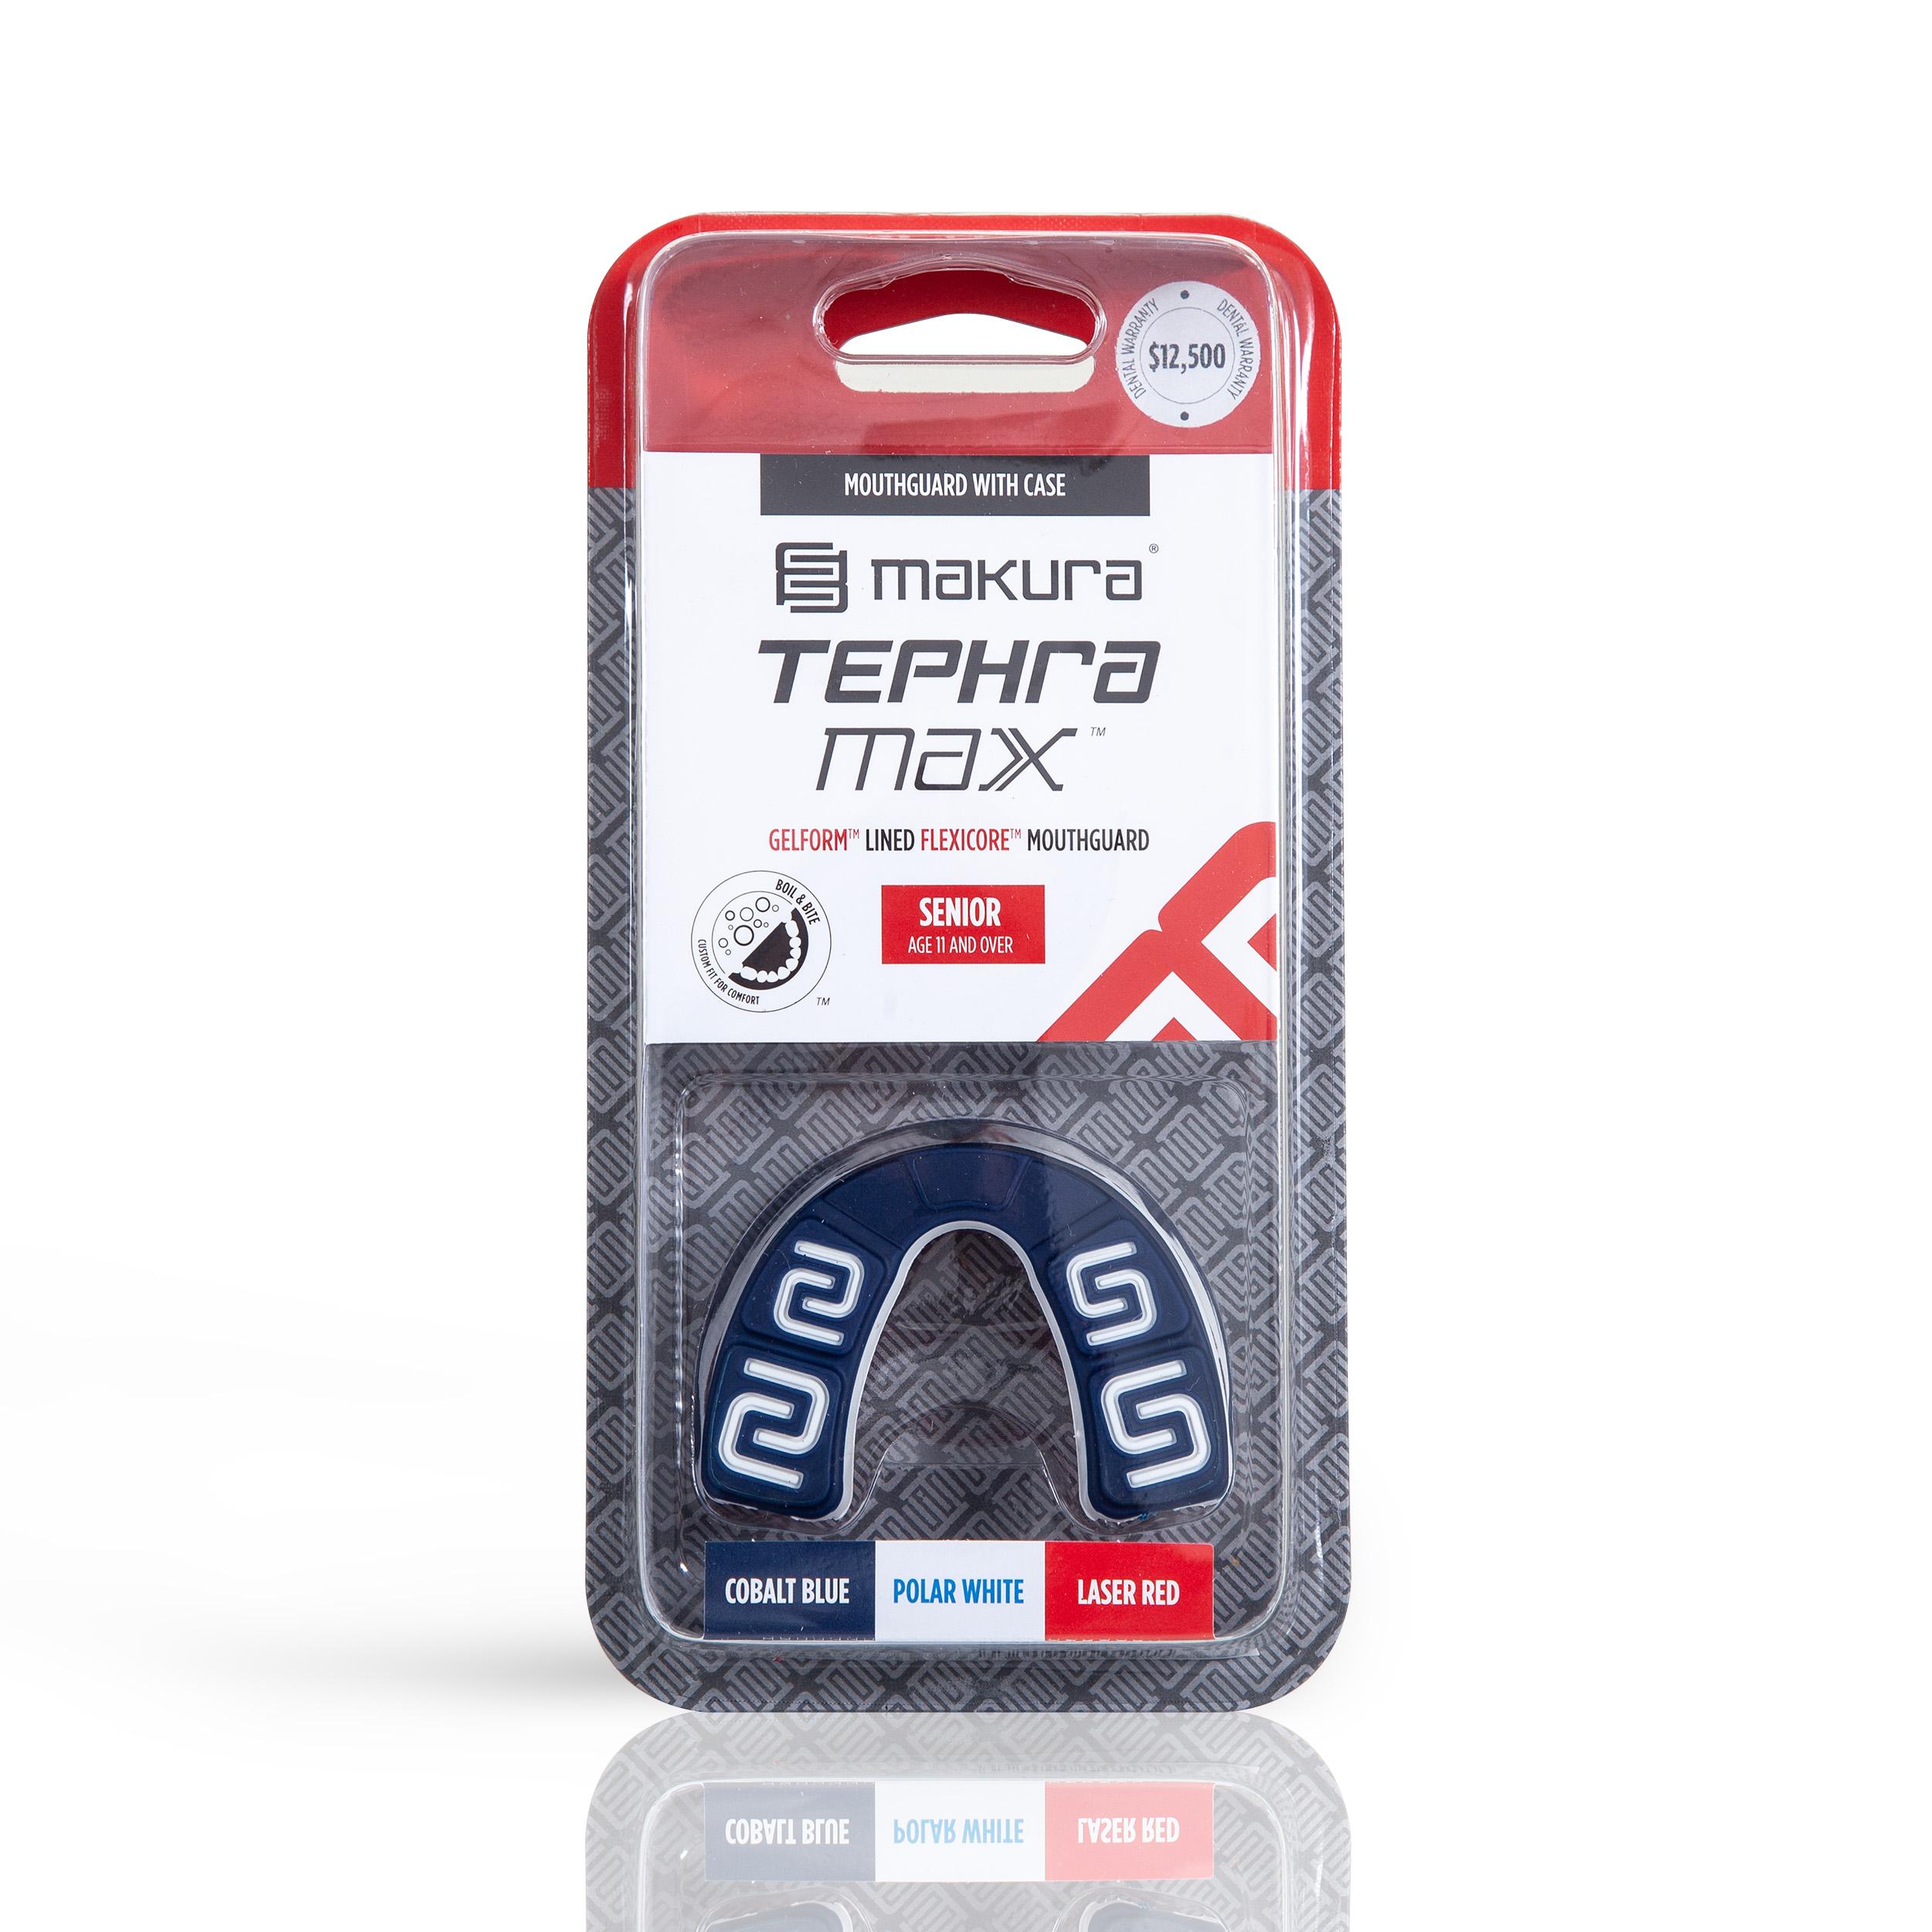 DENTAL WARRANTY
DENTAL WARRANTY
$12,500
MOUTHGUARD WITH CASE
makura®
TEPHra
max™
GELFORM™ LINED FLEXICORE™ MOUTHGUARD
BOIL & BITE
CUSTOM FIT FOR COMFORT
TM
SENIOR
AGE 11 AND OVER
COBALT BLUE
POLAR WHITE
LASER RED